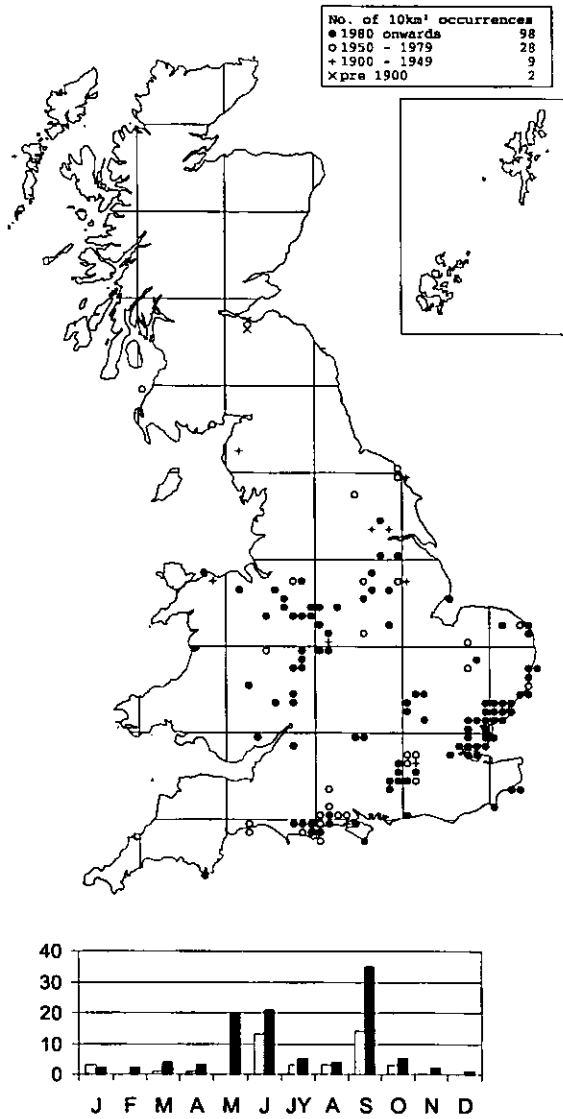 No. of 10km² occurrences
● 1980 onwards 98
○ 1950 - 1979 28
+ 1900 - 1949 9
× pre 1900 2
40
30
20
10
0
J F M A M J JY A S O N D